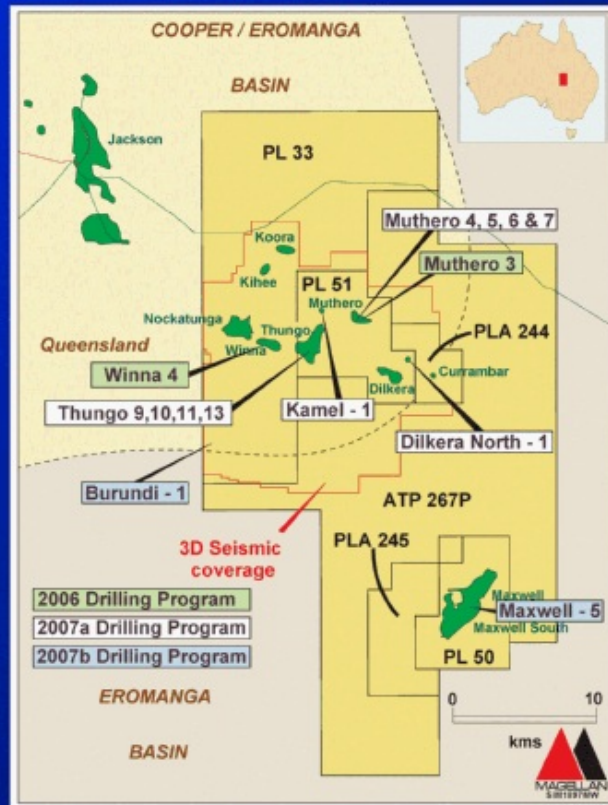 COOPER / EROMANGA
BASIN
Jackson
PL 33
Muthero 4, 5, 6 & 7
Koora
Muthero 3
Kihee
PL 51
Muthero
Nockatunga
Thungo
PLA 244
Queensland
Winna
Currambar
Winna 4
Dilkera
Thungo 9,10,11,13
Kamel - 1
Dilkera North - 1
Burundi - 1
ATP 267P
3D Seismic
coverage
PLA 245
2006 Drilling Program
Maxwell
Maxwell - 5
2007a Drilling Program
Maxwell South
2007b Drilling Program
PL 50
EROMANGA
BASIN
0 10
kms
MAGELLAN